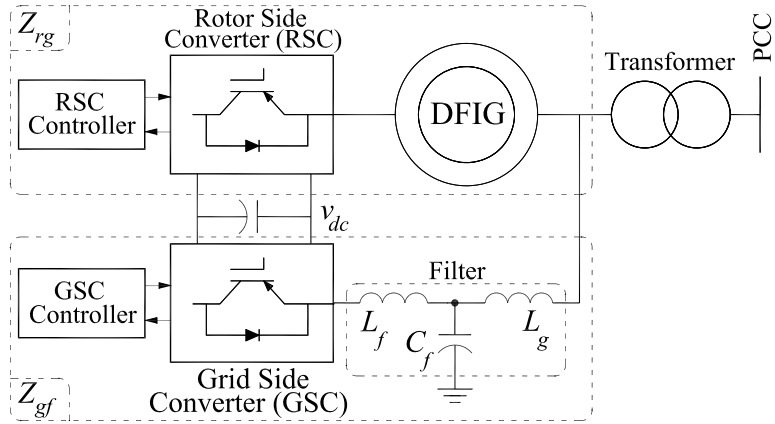 Z_rg
Rotor Side
Converter (RSC)
RSC
Controller
DFIG
Transformer
PCC
v_dc
GSC
Controller
Filter
L_f
C_f
L_g
Grid Side
Converter (GSC)
Z_gf